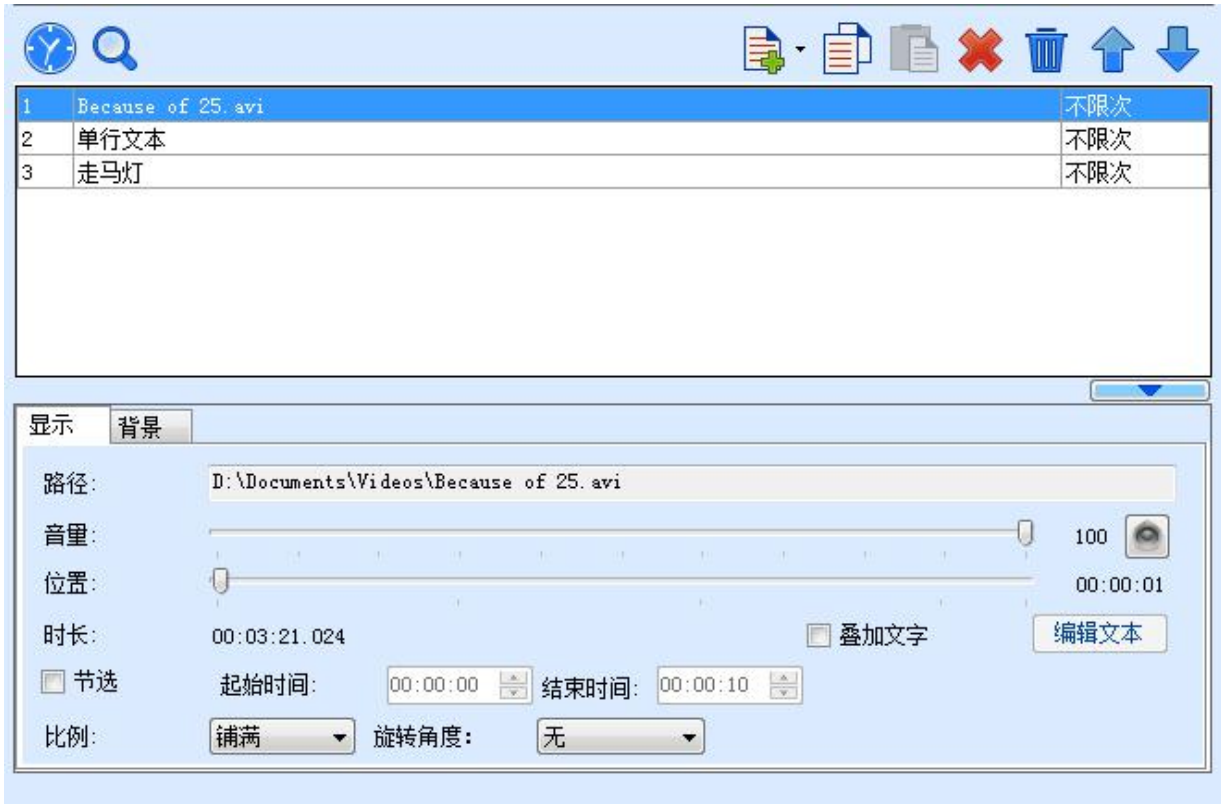 1 Because of 25.avi 不限次
2 单行文本 不限次
3 走马灯 不限次
显示 背景
路径: D:\Documents\Videos\Because of 25.avi
音量: 100
位置: 00:00:01
时长: 00:03:21.024 叠加文字 编辑文本
节选 起始时间: 00:00:00 结束时间: 00:00:10
比例: 铺满 旋转角度: 无